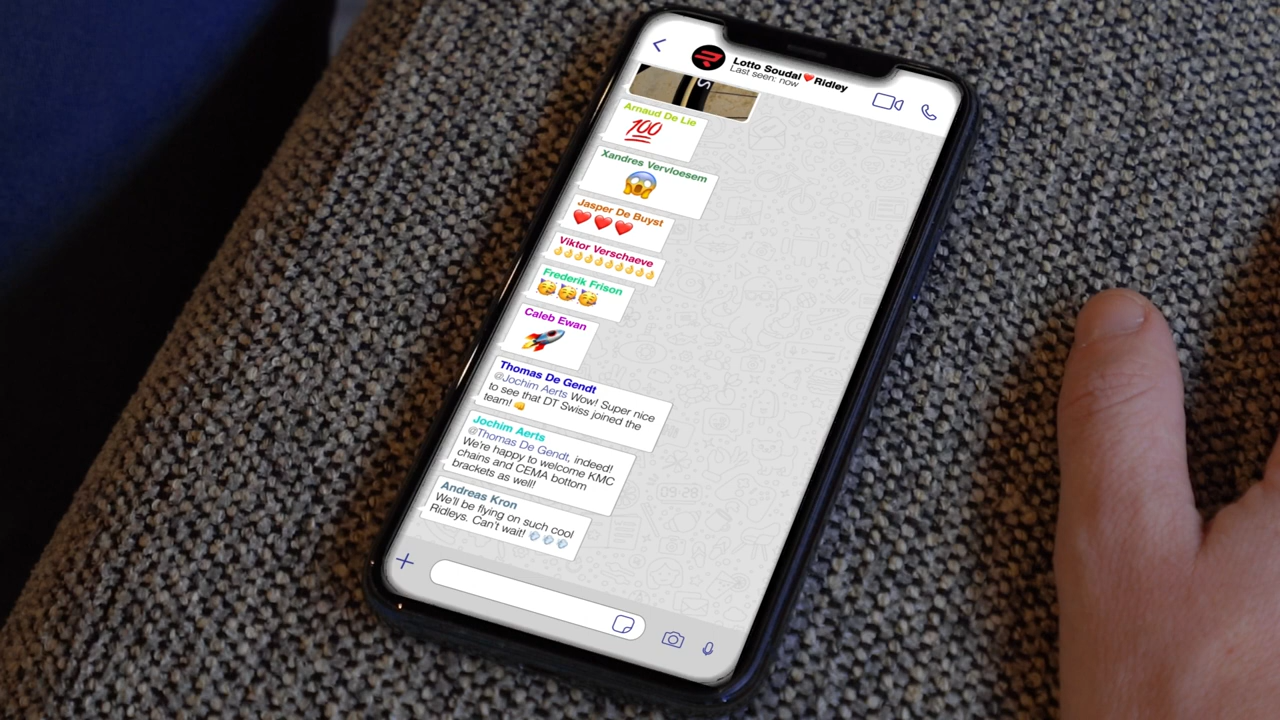 Lotto Soudal❤️Ridley
Last seen: now
Arnaud De Lie
💯
Xandres Vervloesem
😱
Jasper De Buyst
❤️❤️❤️
Viktor Verschaeve
👌👌👌👌👌👌👌👌👌👌
Frederik Frison
🥳🥳🥳
Caleb Ewan
🚀
Thomas De Gendt
@Jochim Aerts Wow! Super nice
to see that DT Swiss joined the
team! 👊
Jochim Aerts
@Thomas De Gendt, indeed!
We're happy to welcome KMC
chains and CEMA bottom
brackets as well!
Andreas Kron
We'll be flying on such cool
Ridleys. Can't wait! 💨💨💨
09:28